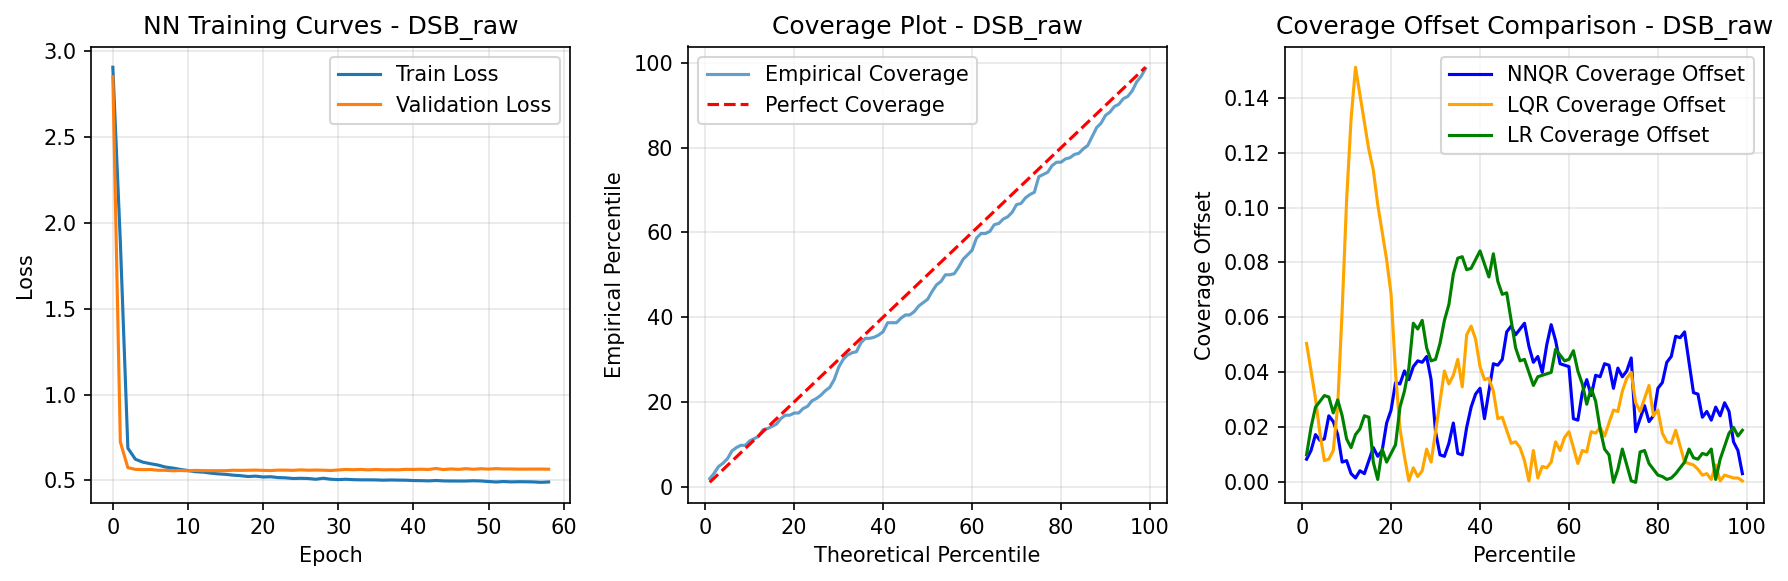 NN Training Curves - DSB_raw
Train Loss
Validation Loss
3.0
2.5
2.0
1.5
1.0
0.5
Loss
0 10 20 30 40 50 60
Epoch
Coverage Plot - DSB_raw
Empirical Coverage
Perfect Coverage
100
80
60
40
20
0
Empirical Percentile
0 20 40 60 80 100
Theoretical Percentile
Coverage Offset Comparison - DSB_raw
NNQR Coverage Offset
LQR Coverage Offset
LR Coverage Offset
0.14
0.12
0.10
0.08
0.06
0.04
0.02
0.00
Coverage Offset
0 20 40 60 80 100
Percentile